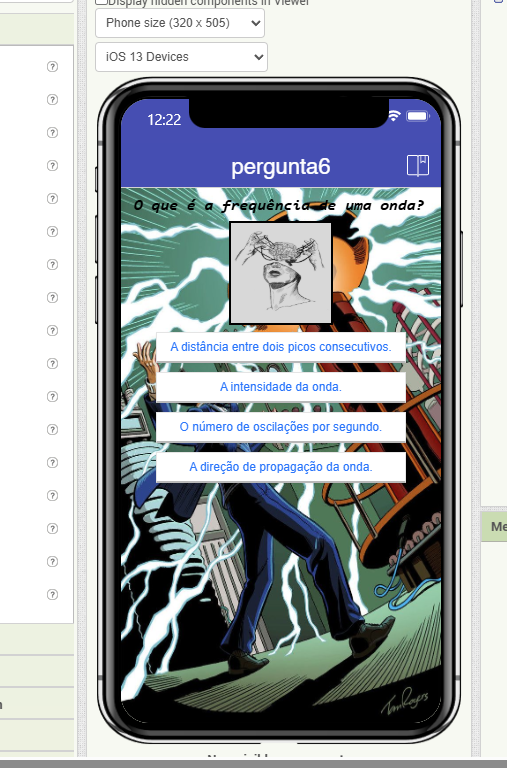 Display hidden components in Viewer
Phone size (320 x 505)
iOS 13 Devices
12:22
pergunta6
O que é a frequência de uma onda?
A distância entre dois picos consecutivos.
A intensidade da onda.
O número de oscilações por segundo.
A direção de propagação da onda.
Me
Tom Rogers